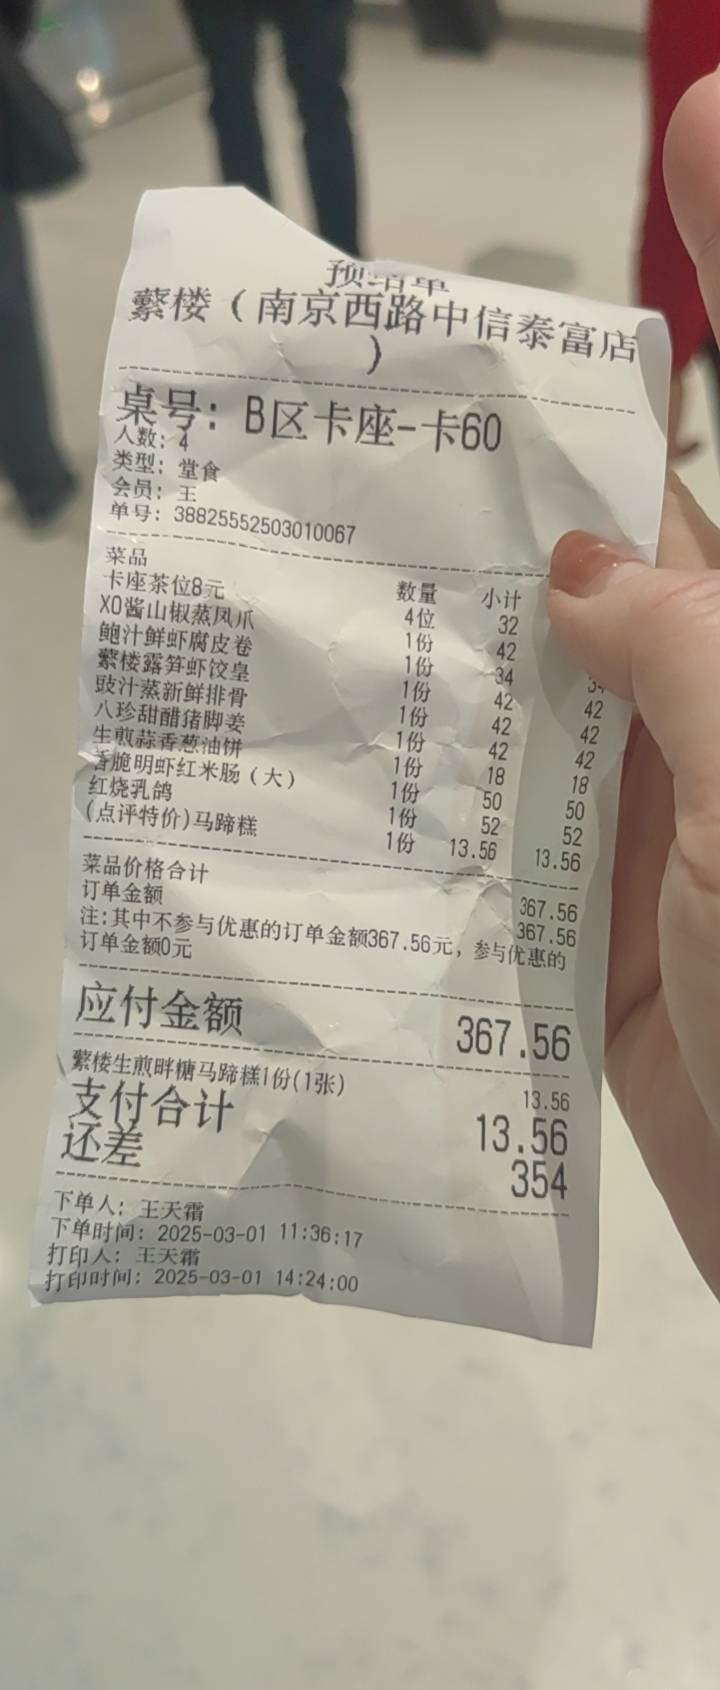 预结单
蘩楼（南京西路中信泰富店
）
桌号: B区卡座-卡60
人数: 4
类型: 堂食
会员: 王
单号: 38825552503010067
菜品 数量 小计
卡座茶位8元 4位 32
XO酱山椒蒸凤爪 1份 42
鲍汁鲜虾腐皮卷 1份 34 34
蘩楼露笋虾饺皇 1份 42 42
豉汁蒸新鲜排骨 1份 42 42
八珍甜醋猪脚姜 1份 42 42
生煎蒜香葱油饼 1份 18 18
香脆明虾红米肠（大） 1份 50 50
红烧乳鸽 1份 52 52
(点评特价)马蹄糕 1份 13.56 13.56
菜品价格合计 367.56
订单金额 367.56
注:其中不参与优惠的订单金额367.56元，参与优惠的
订单金额0元
应付金额 367.56
蘩楼生煎畔糖马蹄糕1份(1张) 13.56
支付合计 13.56
还差 354
下单人: 王天霜
下单时间: 2025-03-01 11:36:17
打印人: 王天霜
打印时间: 2025-03-01 14:24:00